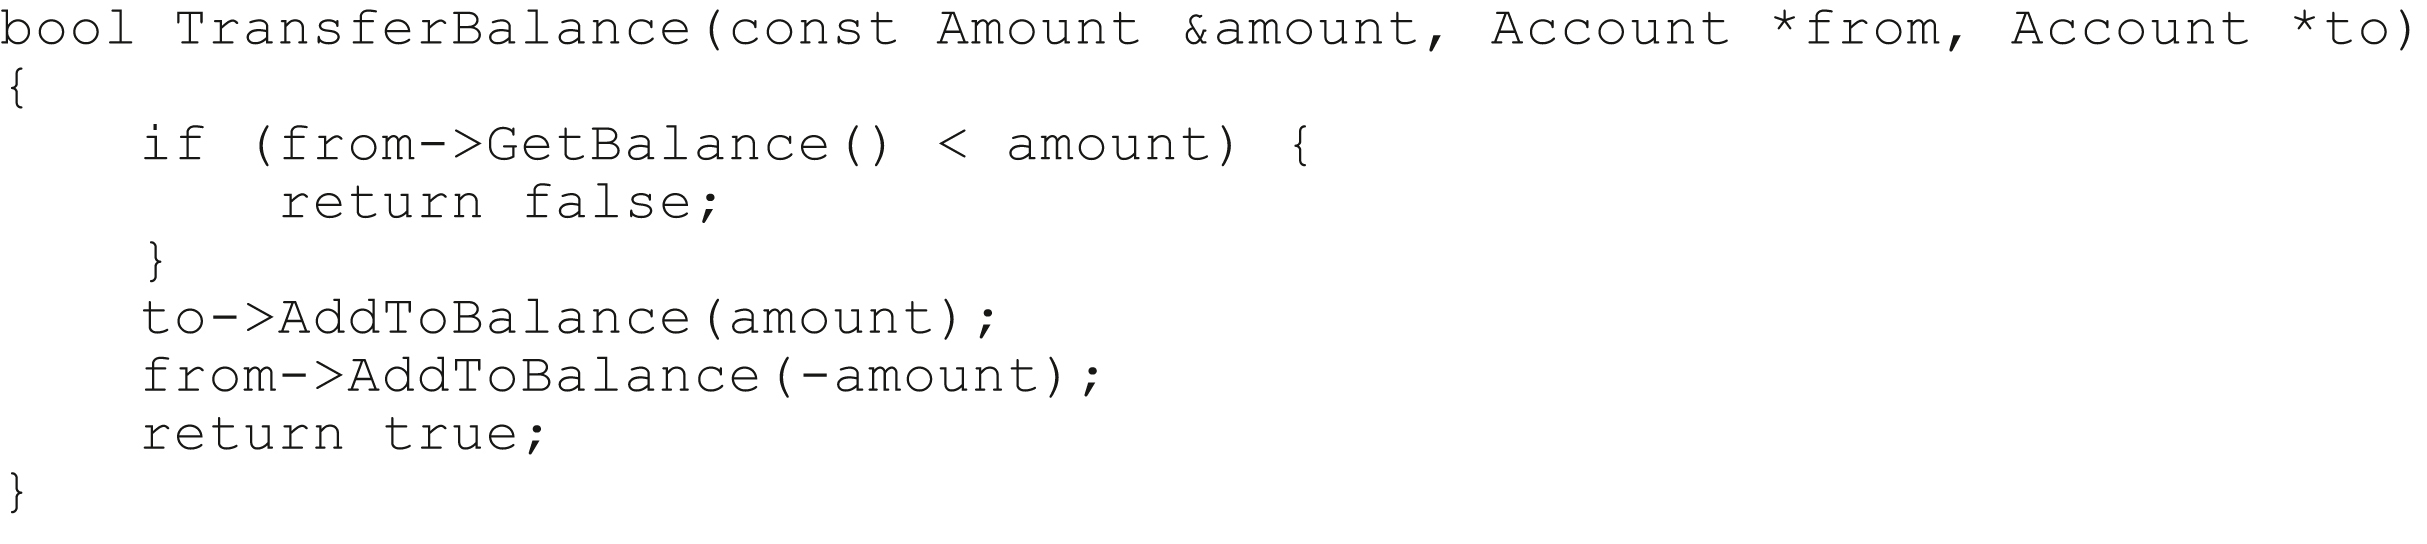 bool TransferBalance(const Amount &amount, Account *from, Account *to)
{
    if (from->GetBalance() < amount) {
        return false;
    }
    to->AddToBalance(amount);
    from->AddToBalance(-amount);
    return true;
}